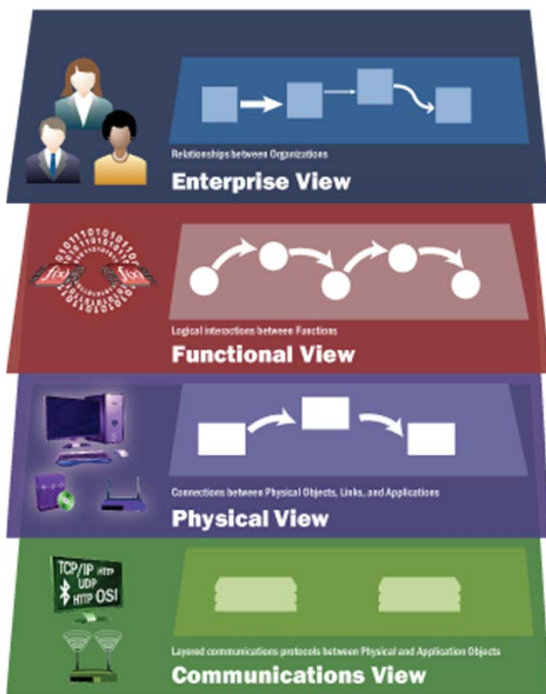 Relationships between Organizations
Enterprise View
f(x)
f(x)
Logical interactions between Functions
Functional View
Connections between Physical Objects, Links, and Applications
Physical View
TCP/IP HTTP
UDP
HTTP OSI
Layered communications protocols between Physical and Application Objects
Communications View